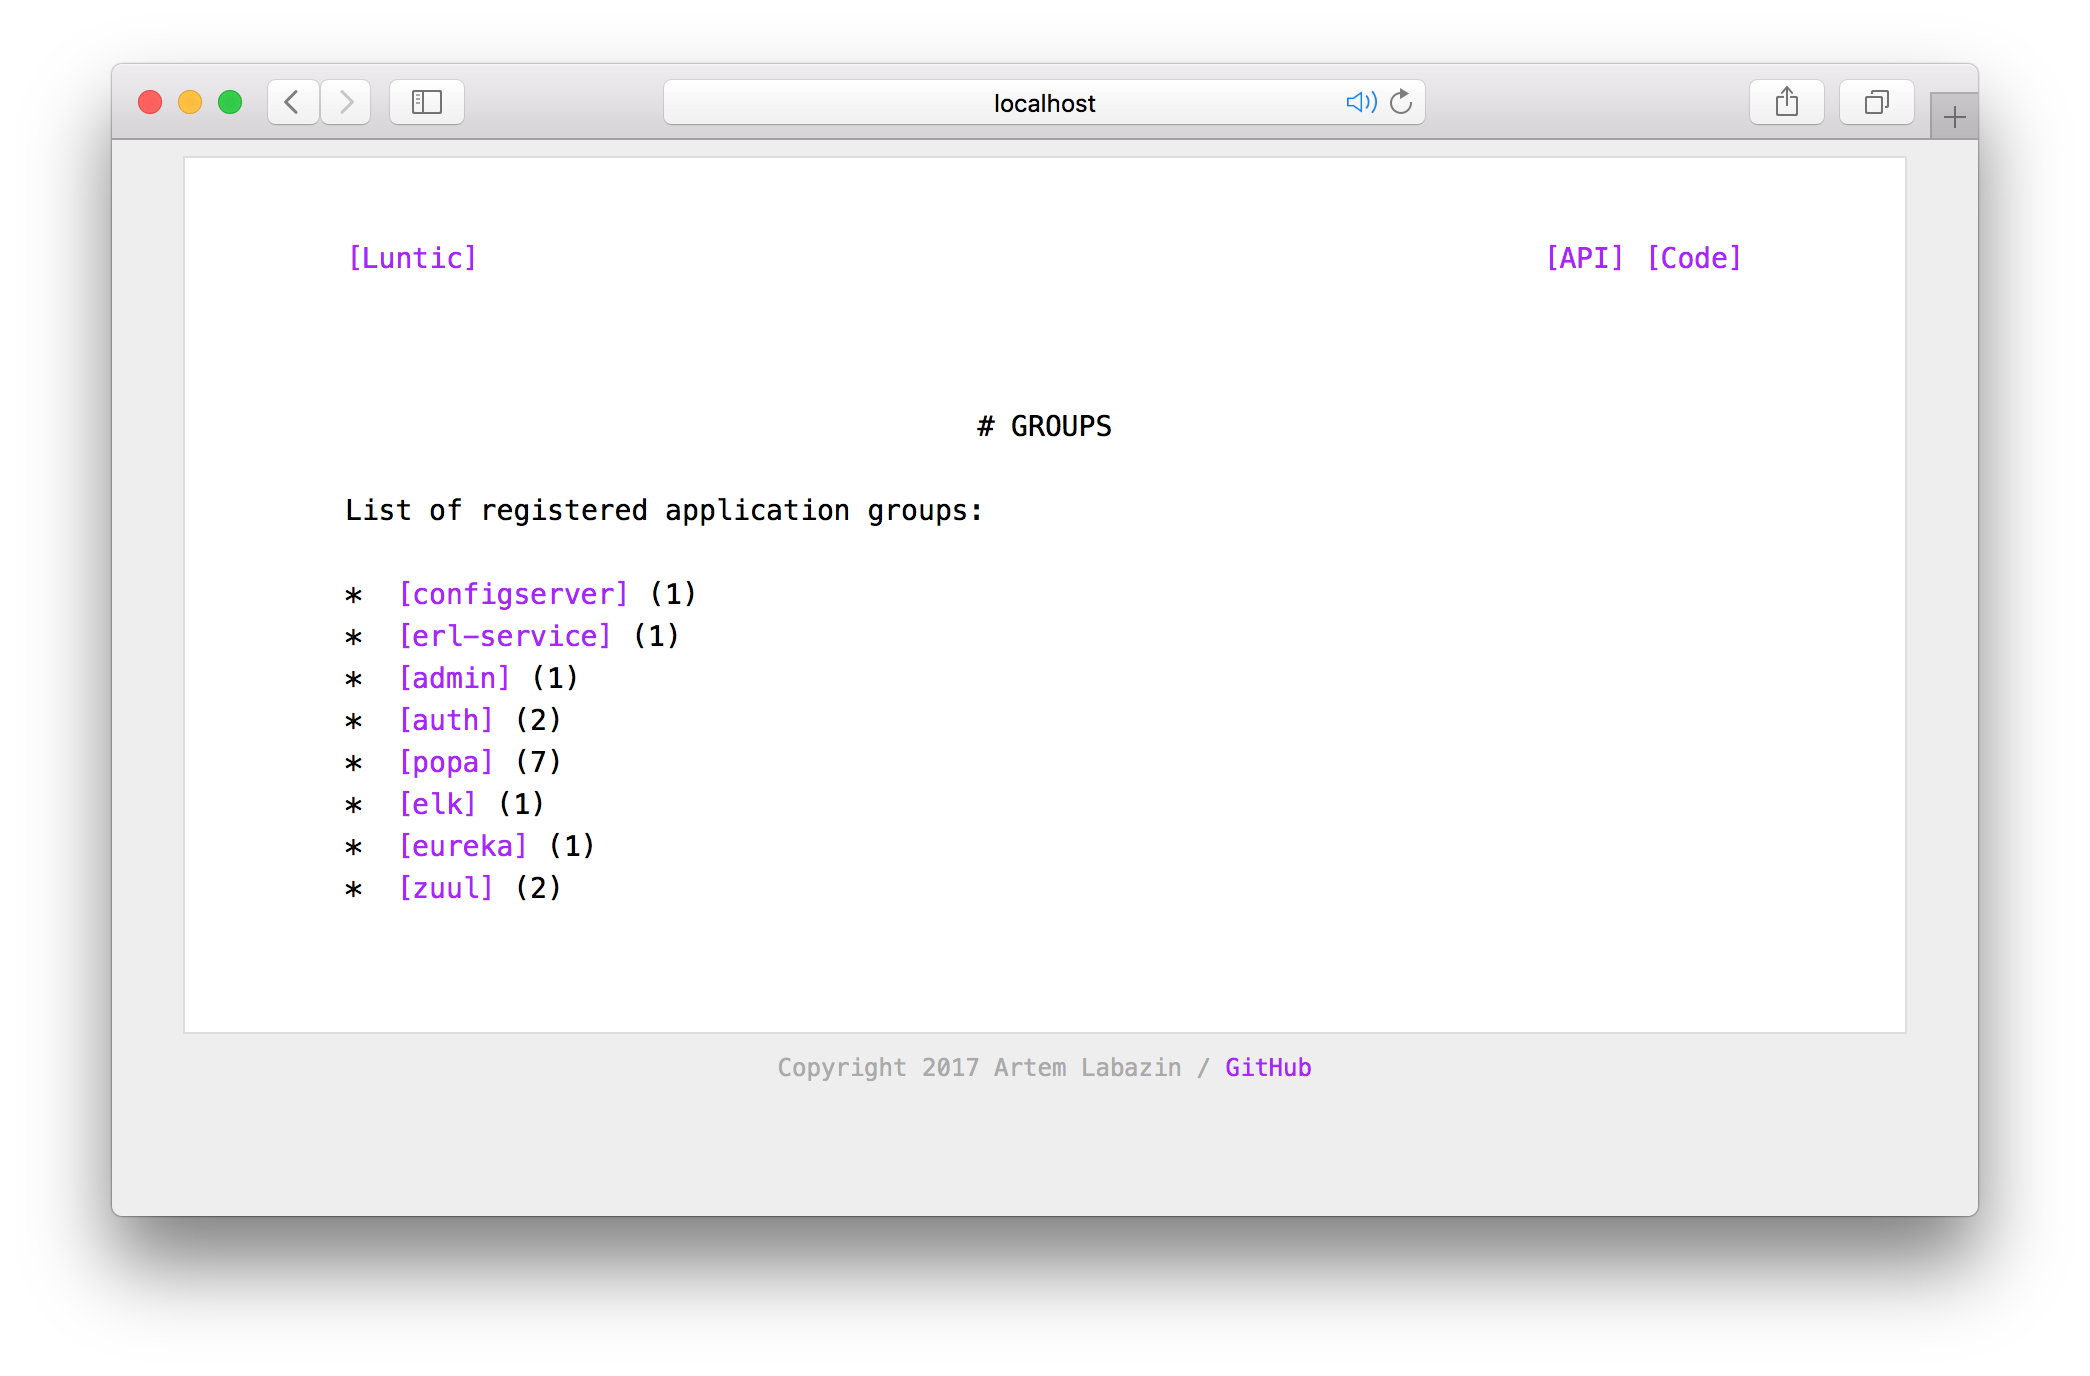 localhost
[Luntic] [API] [Code]
# GROUPS
List of registered application groups:
* [configserver] (1)
* [erl-service] (1)
* [admin] (1)
* [auth] (2)
* [popa] (7)
* [elk] (1)
* [eureka] (1)
* [zuul] (2)
Copyright 2017 Artem Labazin / GitHub